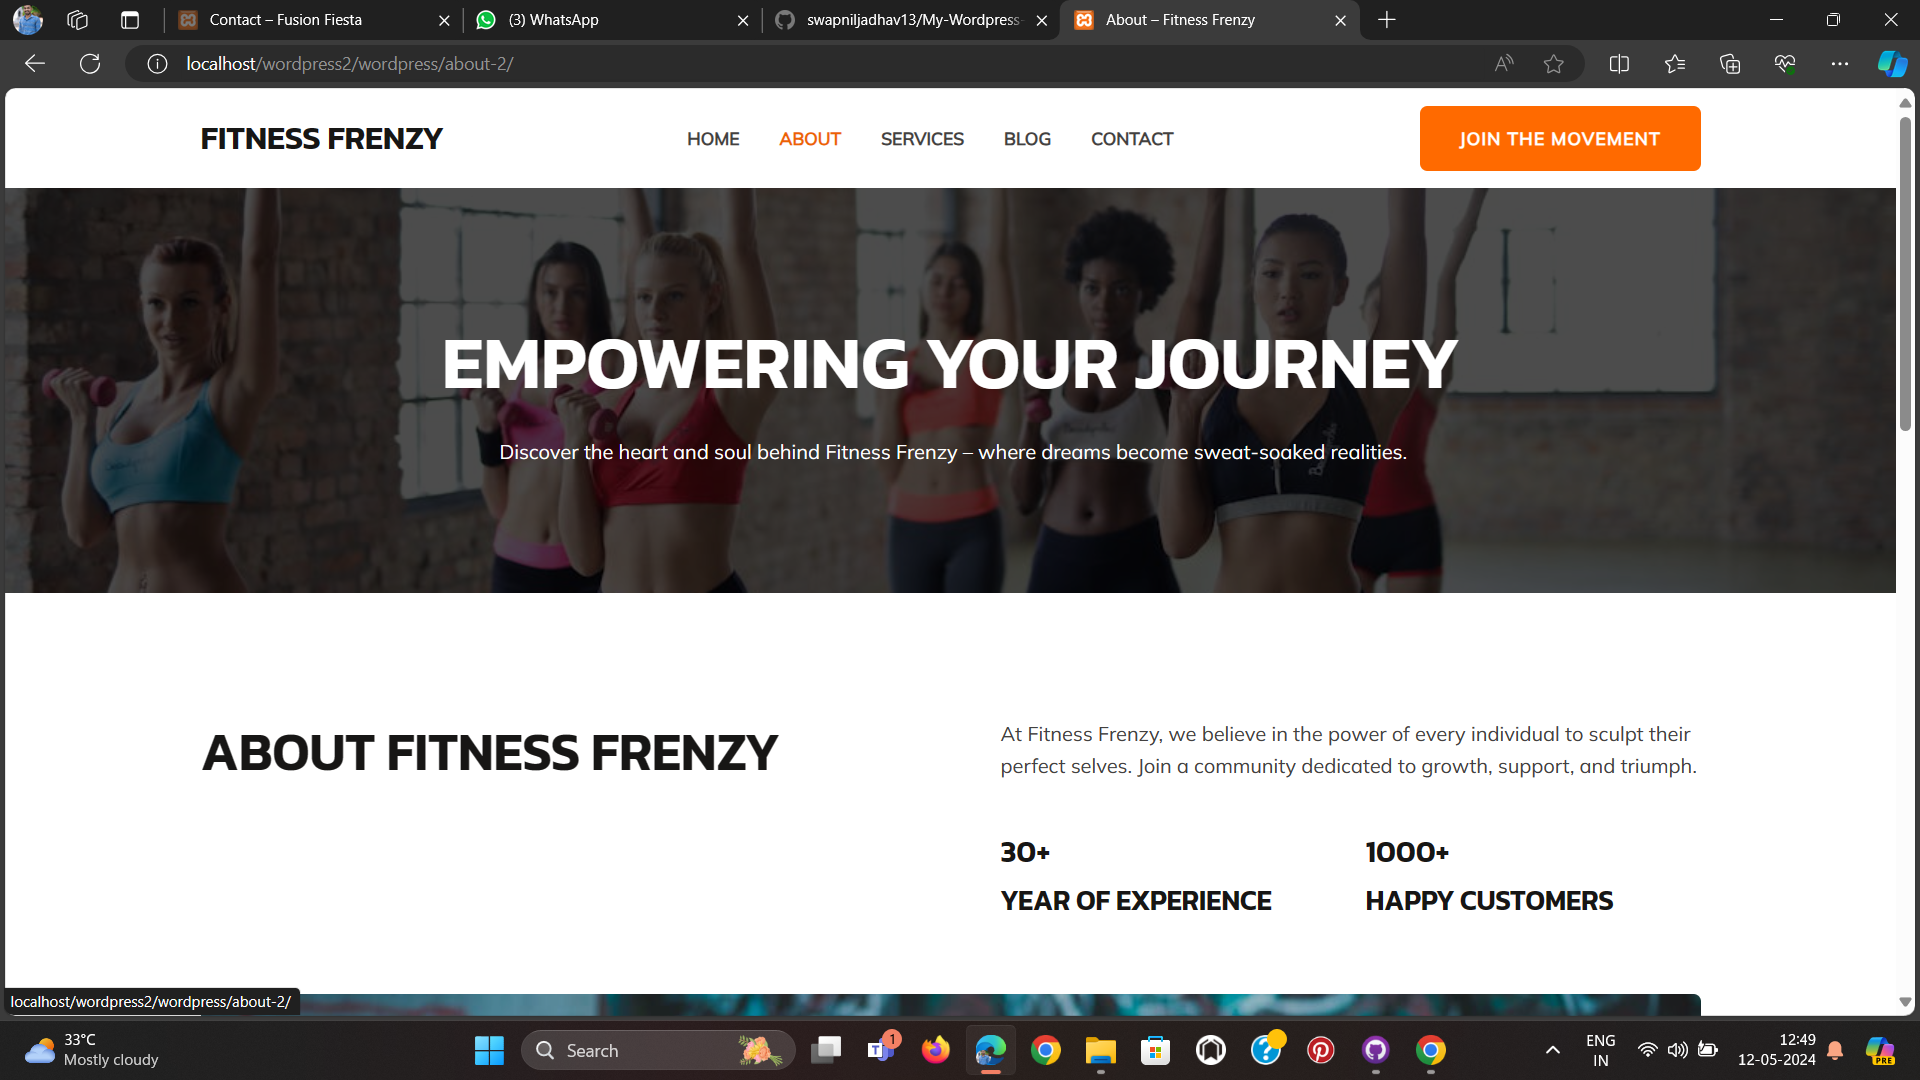 Contact – Fusion Fiesta
(3) WhatsApp
swapniljadhav13/My-Wordpress-
About – Fitness Frenzy
localhost/wordpress2/wordpress/about-2/
FITNESS FRENZY
HOME ABOUT SERVICES BLOG CONTACT
JOIN THE MOVEMENT
EMPOWERING YOUR JOURNEY
Discover the heart and soul behind Fitness Frenzy – where dreams become sweat-soaked realities.
ABOUT FITNESS FRENZY
At Fitness Frenzy, we believe in the power of every individual to sculpt their
perfect selves. Join a community dedicated to growth, support, and triumph.
30+
YEAR OF EXPERIENCE
1000+
HAPPY CUSTOMERS
localhost/wordpress2/wordpress/about-2/
33°C
Mostly cloudy
Search
1
ENG
IN
12:49
12-05-2024
PRE